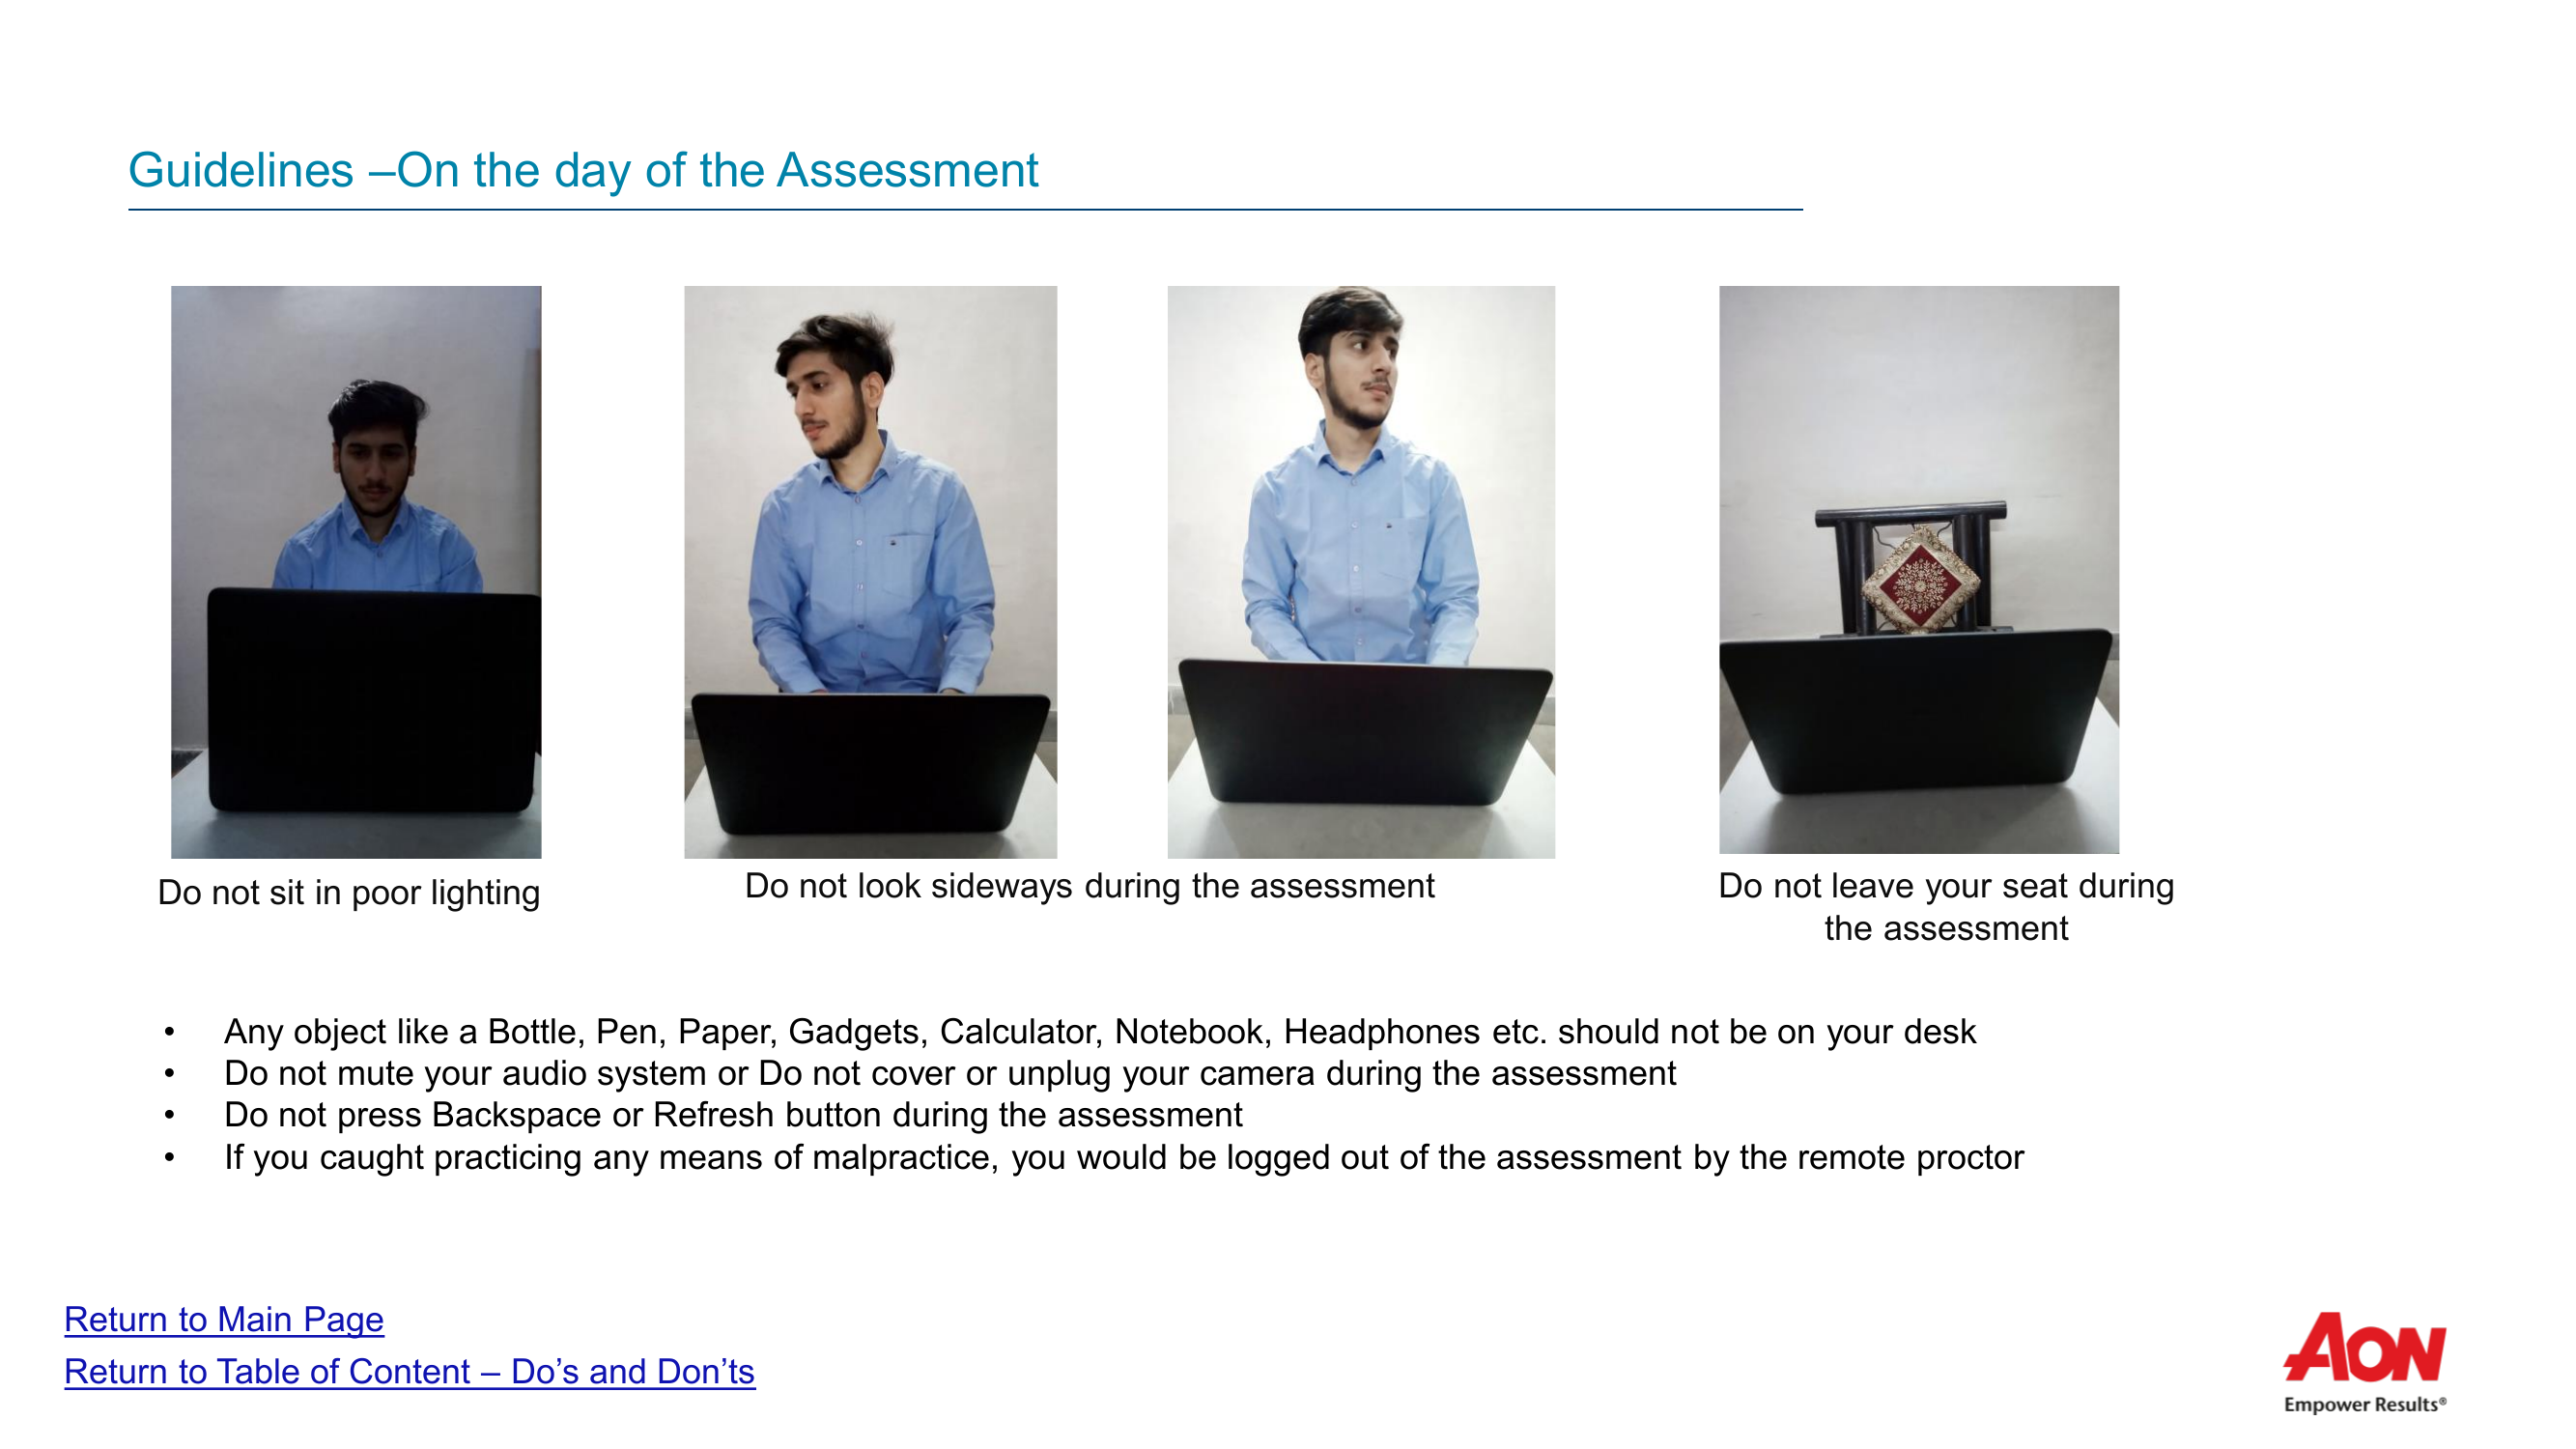 Guidelines –On the day of the Assessment
Do not sit in poor lighting
Do not look sideways during the assessment
Do not leave your seat during
the assessment
• Any object like a Bottle, Pen, Paper, Gadgets, Calculator, Notebook, Headphones etc. should not be on your desk
• Do not mute your audio system or Do not cover or unplug your camera during the assessment
• Do not press Backspace or Refresh button during the assessment
• If you caught practicing any means of malpractice, you would be logged out of the assessment by the remote proctor
Return to Main Page
Return to Table of Content – Do’s and Don’ts
AON
Empower Results®